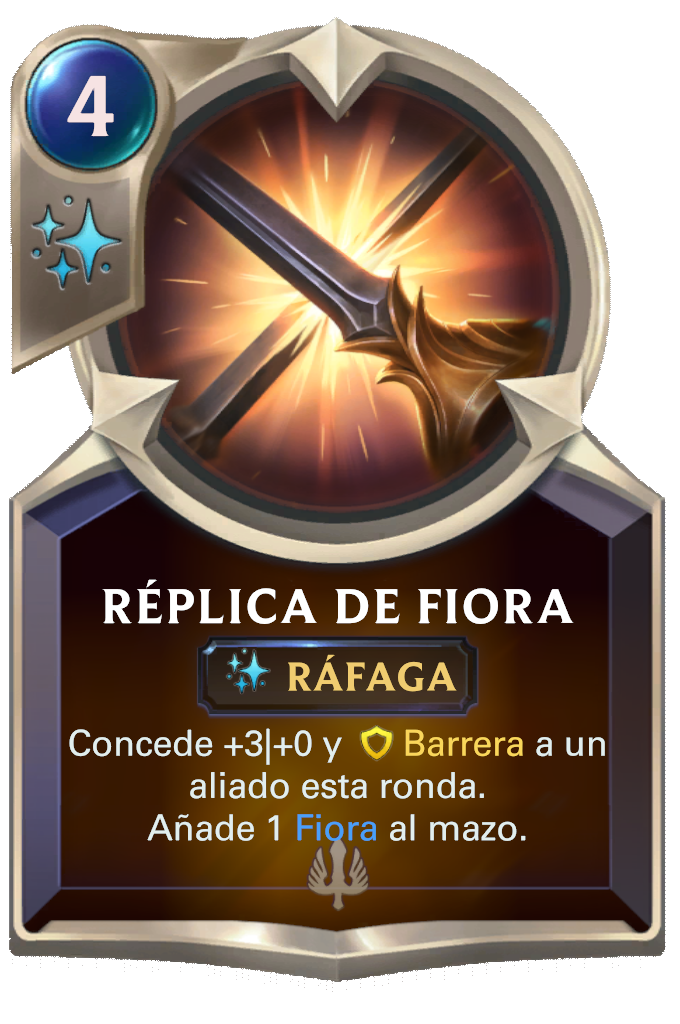 4
RÉPLICA DE FIORA
RÁFAGA
Concede +3|+0 y Barrera a un
aliado esta ronda.
Añade 1 Fiora al mazo.